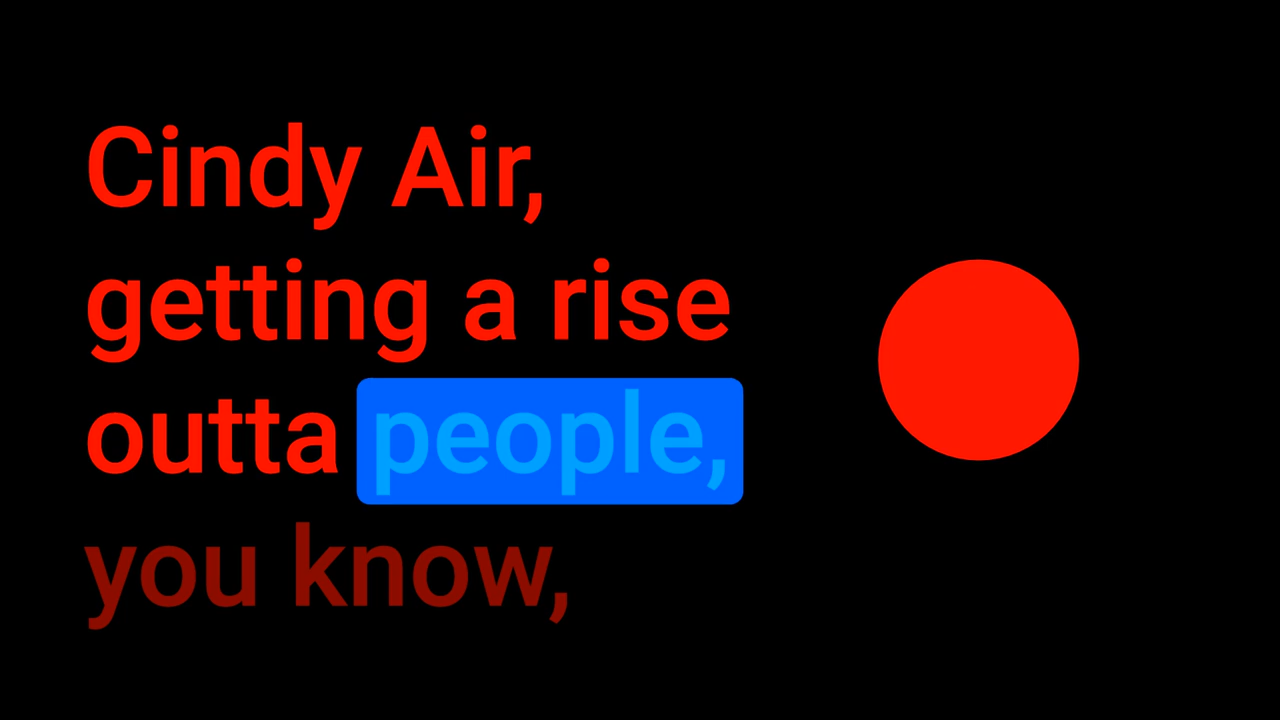 Cindy Air,
getting a rise
outta people,
you know,